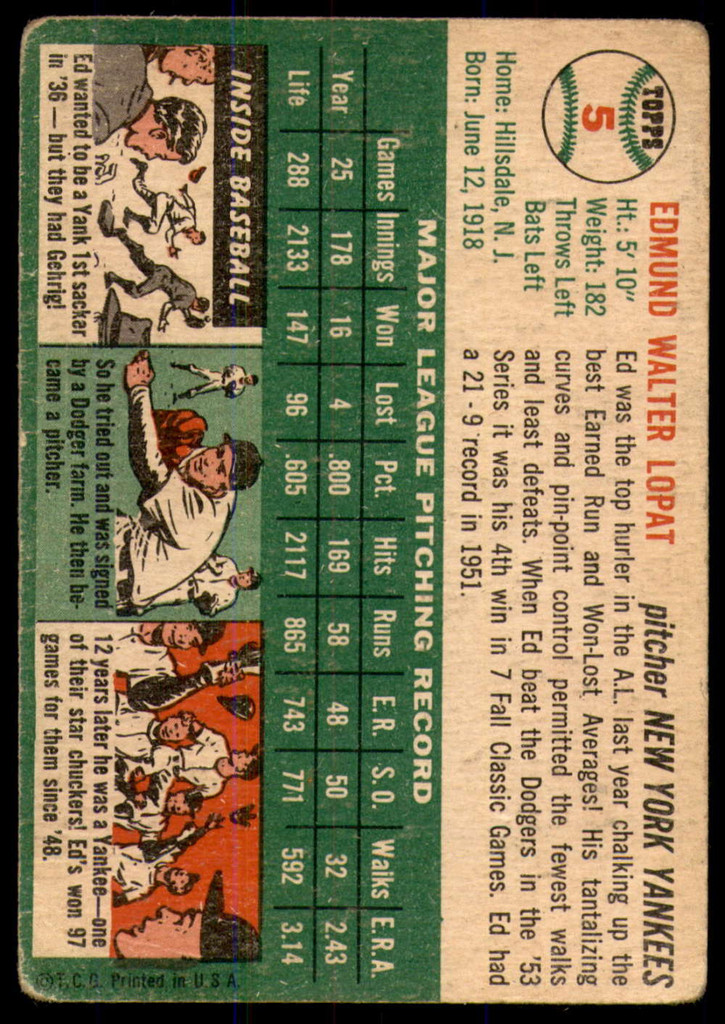 TOPPS
5
EDMUND WALTER LOPAT pitcher NEW YORK YANKEES
Ht.: 5' 10"
Weight: 182
Throws Left
Bats Left
Home: Hillsdale, N. J.
Born: June 12, 1918
Ed was the top hurler in the A.L. last year chalking up the
best Earned Run and Won-Lost Averages! His tantalizing
curves and pin-point control permitted the fewest walks
and least defeats. When Ed beat the Dodgers in the '53
Series it was his 4th win in 7 Fall Classic Games. Ed had
a 21-9 record in 1951.
MAJOR LEAGUE PITCHING RECORD
Games Innings Won Lost Pct. Hits Runs E.R. S.O. Walks E.R.A.
Year 25 178 16 4 .800 169 58 48 50 32 2.43
Life 288 2133 147 96 .605 2117 865 743 771 592 3.14
INSIDE BASEBALL
Ed wanted to be a Yank 1st sackar
in '36 — but they had Gehrig!
So he tried out and was signed
by a Dodger farm. He then be-
came a pitcher.
12 years later he was a Yankee—one
of their star chuckers! Ed's won 97
games for them since '48.
© T.C.G. Printed in U.S.A.